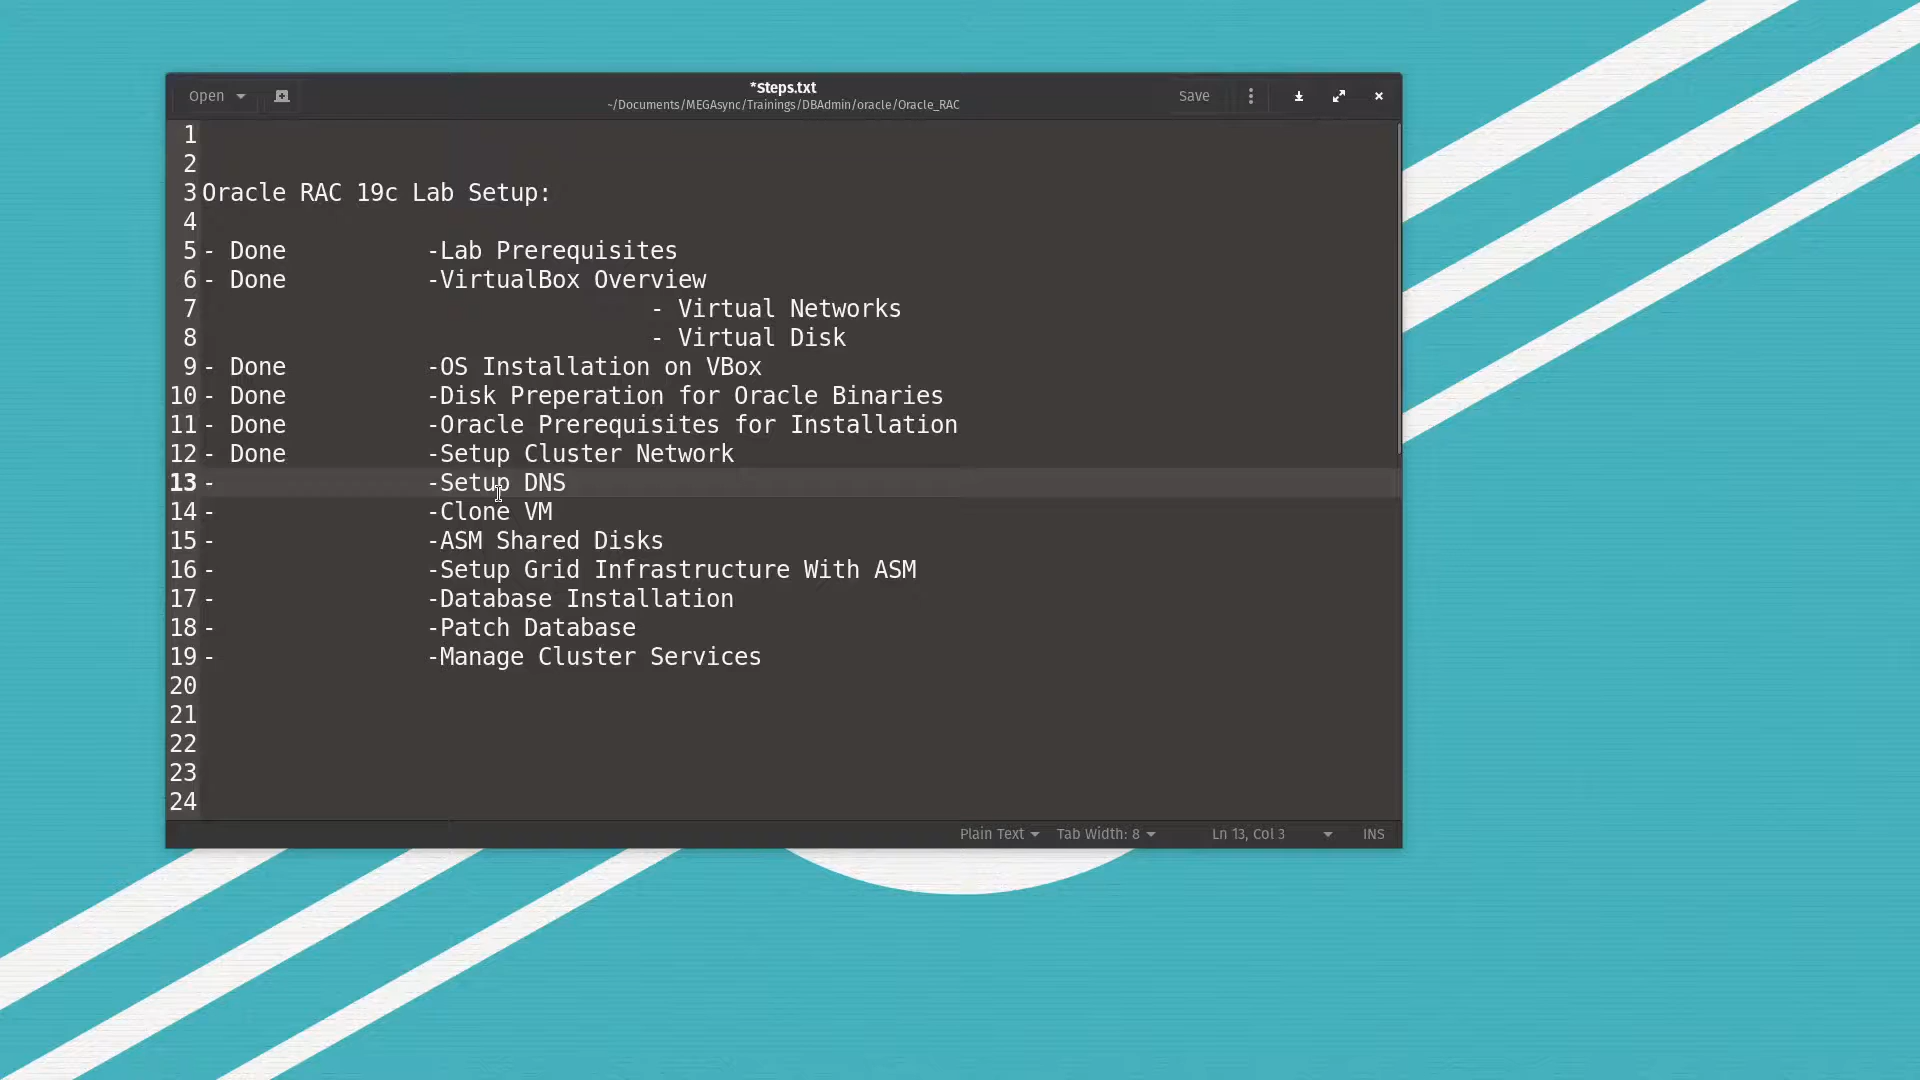 Open
*Steps.txt
~/Documents/MEGAsync/Trainings/DBAdmin/oracle/Oracle_RAC
Save
1
2
3 Oracle RAC 19c Lab Setup:
4
5 - Done -Lab Prerequisites
6 - Done -VirtualBox Overview
7 - Virtual Networks
8 - Virtual Disk
9 - Done -OS Installation on VBox
10 - Done -Disk Preperation for Oracle Binaries
11 - Done -Oracle Prerequisites for Installation
12 - Done -Setup Cluster Network
13 - -Setup DNS
14 - -Clone VM
15 - -ASM Shared Disks
16 - -Setup Grid Infrastructure With ASM
17 - -Database Installation
18 - -Patch Database
19 - -Manage Cluster Services
20
21
22
23
24
Plain Text Tab Width: 8 Ln 13, Col 3 INS